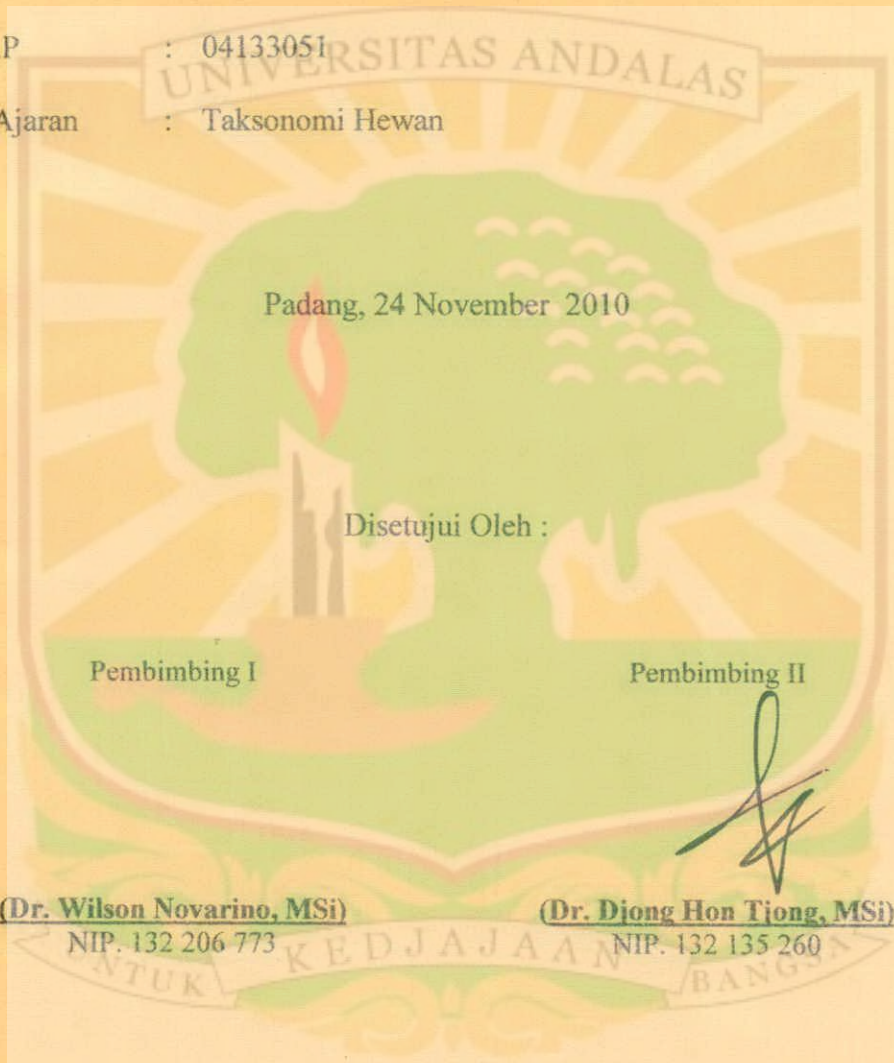 P : 04133051
UNIVERSITAS ANDALAS
Ajaran : Taksonomi Hewan
Padang, 24 November 2010
Disetujui Oleh :
Pembimbing I Pembimbing II
(Dr. Wilson Novarino, MSi) (Dr. Djong Hon Tjong, MSi)
NIP. 132 206 773 NIP. 132 135 260
NTUK KEDJAJAAN BANGSA